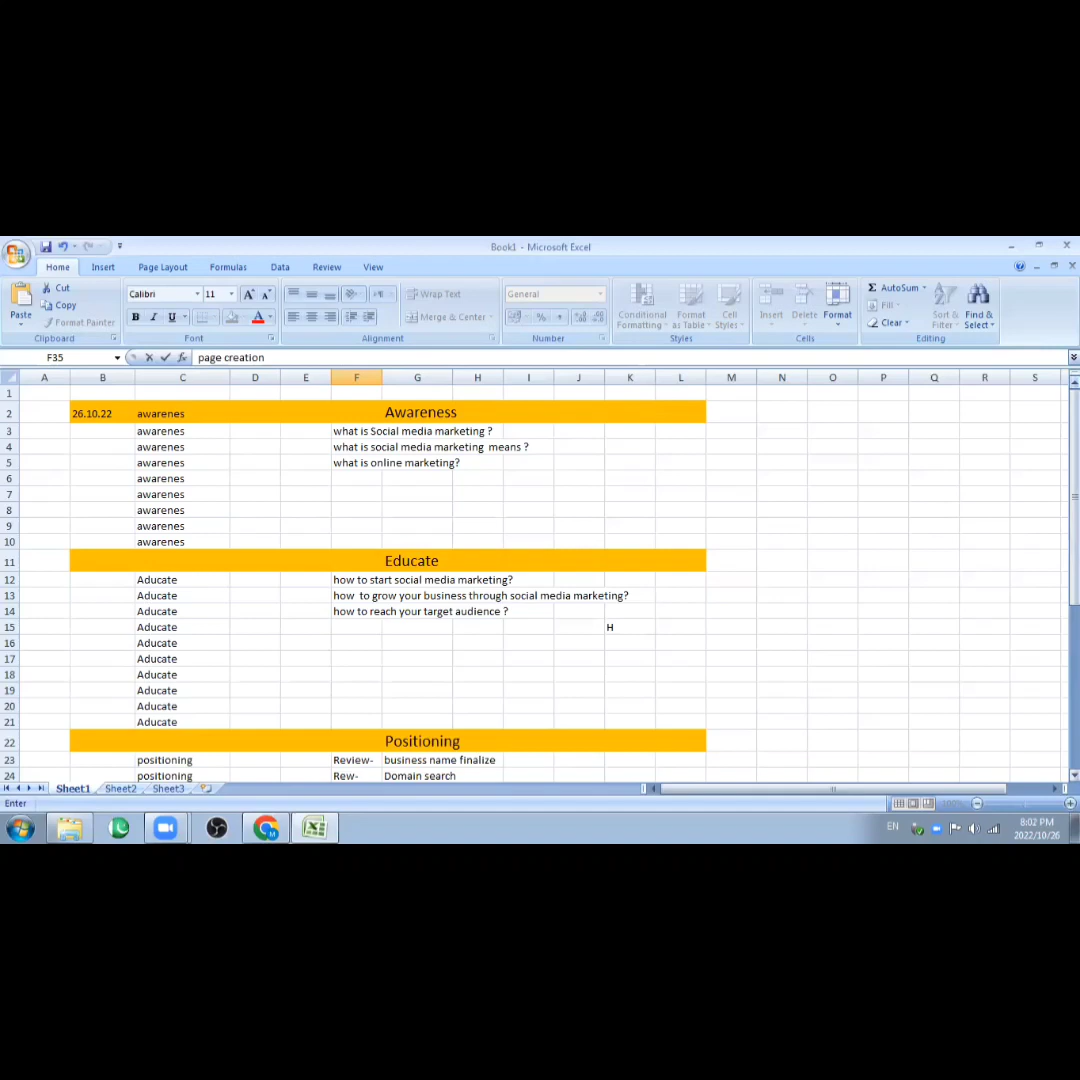 Book1 - Microsoft Excel
Home Insert Page Layout Formulas Data Review View
Paste Cut Calibri 11 Wrap Text General Conditional Formatting Format as Table Cell Styles Insert Delete Format Σ AutoSum Sort & Filter Find & Select
Copy Fill
Format Painter B I U A Merge & Center % , Clear
Clipboard Font Alignment Number Styles Cells Editing
F35 fx page creation
A B C D E F G H I J K L M N O P Q R S
1
2 26.10.22 awarenes Awareness
3 awarenes what is Social media marketing ?
4 awarenes what is social media marketing means ?
5 awarenes what is online marketing?
6 awarenes
7 awarenes
8 awarenes
9 awarenes
10 awarenes
11 Educate
12 Aducate how to start social media marketing?
13 Aducate how to grow your business through social media marketing?
14 Aducate how to reach your target audience ?
15 Aducate H
16 Aducate
17 Aducate
18 Aducate
19 Aducate
20 Aducate
21 Aducate
22 Positioning
23 positioning Review- business name finalize
24 positioning Rew- Domain search
Sheet1 Sheet2 Sheet3
Enter 100%
EN 8:02 PM
2022/10/26